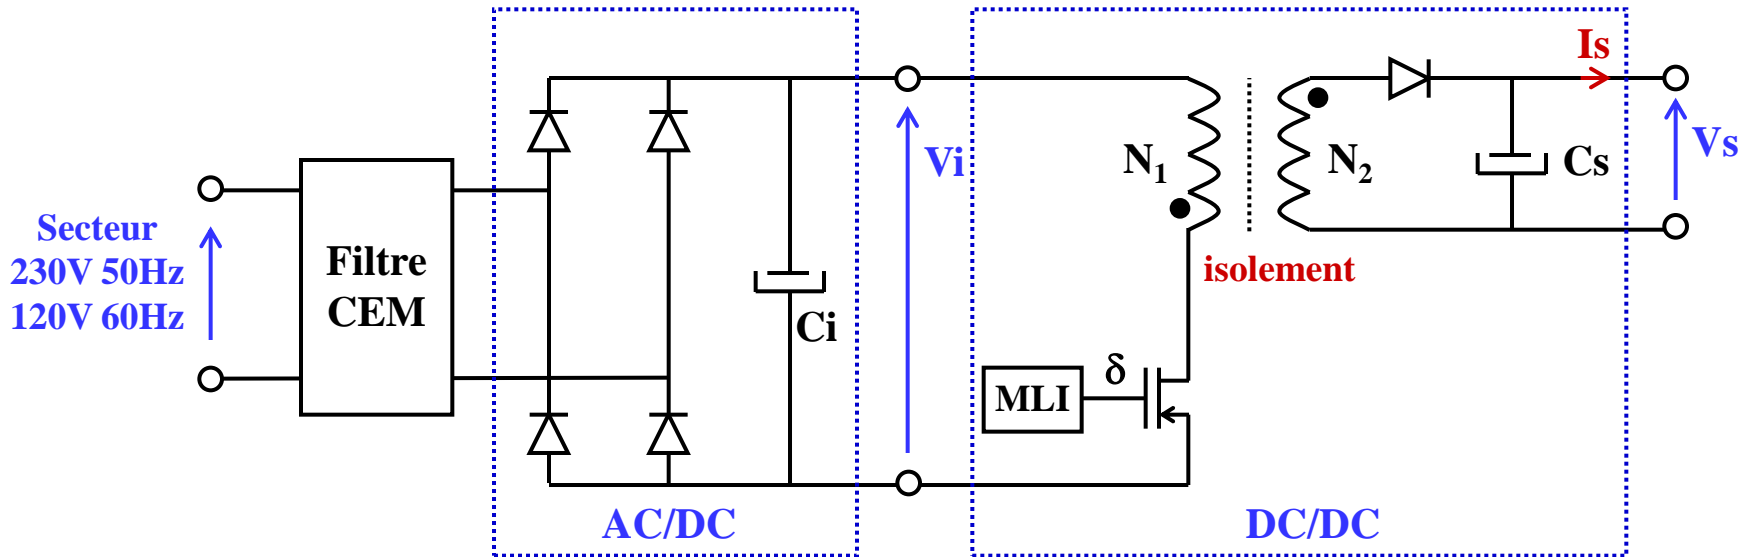 Secteur
230V 50Hz
120V 60Hz
Filtre
CEM
Ci
AC/DC
Vi
MLI
δ
N₁
isolement
N₂
Is
Cs
Vs
DC/DC